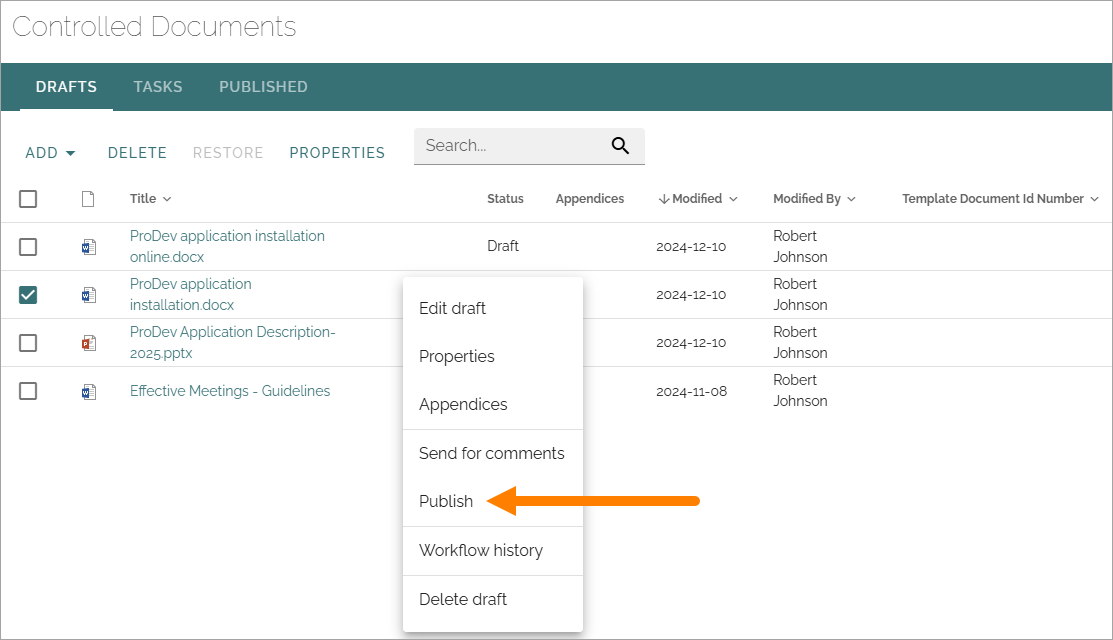 Controlled Documents
DRAFTS TASKS PUBLISHED
ADD DELETE RESTORE PROPERTIES Search...
Title Status Appendices Modified Modified By Template Document Id Number
ProDev application installation
online.docx
Draft
2024-12-10
Robert
Johnson
ProDev application
installation.docx
2024-12-10
Robert
Johnson
ProDev Application Description-
2025.pptx
2024-12-10
Robert
Johnson
Effective Meetings - Guidelines
2024-11-08
Robert
Johnson
Edit draft
Properties
Appendices
Send for comments
Publish
Workflow history
Delete draft